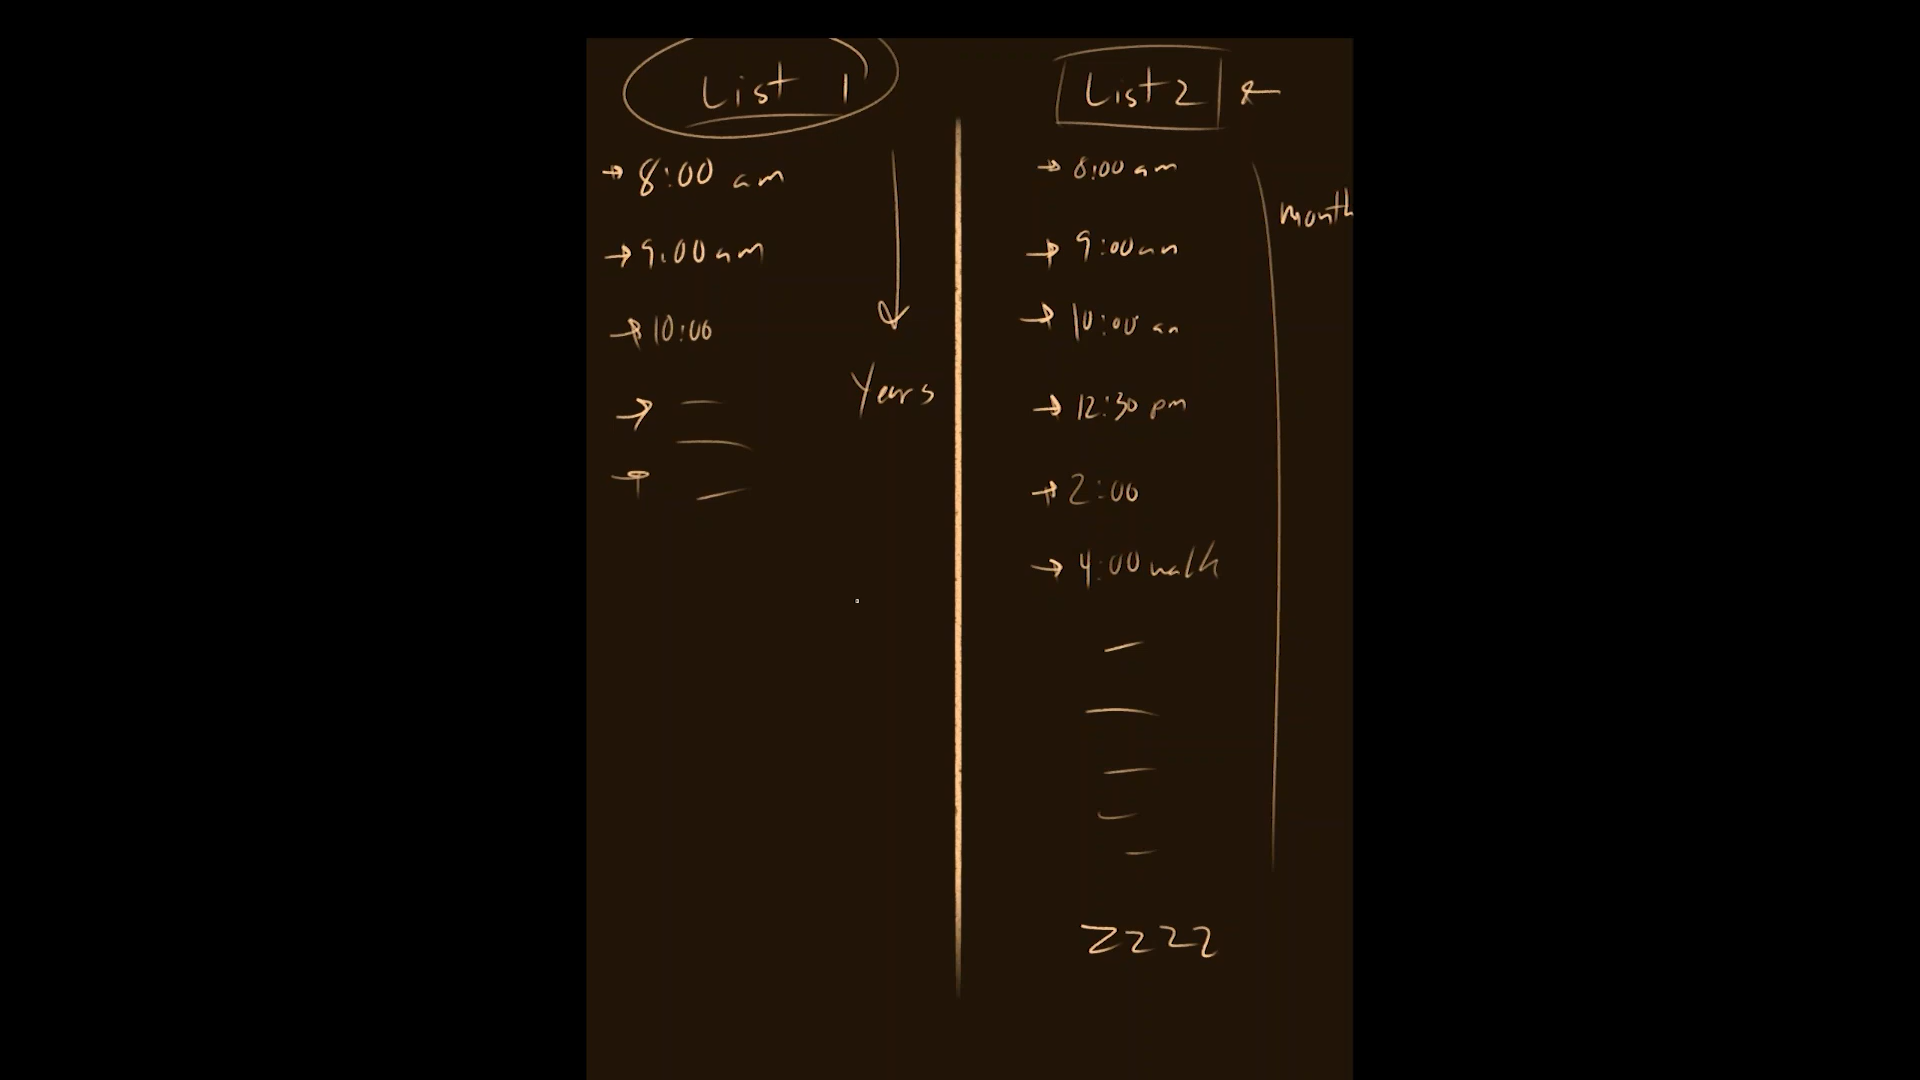 List 1
8:00 am
9:00 am
10:00
Years
List 2
8:00 am
9:00 am
10:00 am
12:30 pm
2:00
4:00 walk
month
ZZZZ